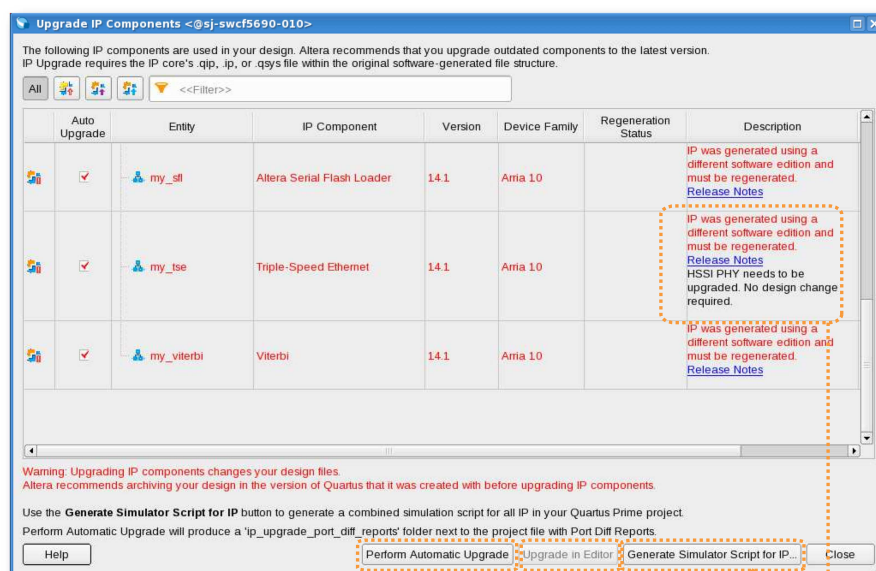 Upgrade IP Components <@sj-swcf5690-010>
The following IP components are used in your design. Altera recommends that you upgrade outdated components to the latest version.
IP Upgrade requires the IP core's .qip, .ip, or .qsys file within the original software-generated file structure.
All <<Filter>>
Auto Upgrade Entity IP Component Version Device Family Regeneration Status Description
my_sfl Altera Serial Flash Loader 14.1 Arria 10
IP was generated using a
different software edition and
must be regenerated.
Release Notes
my_tse Triple-Speed Ethernet 14.1 Arria 10
IP was generated using a
different software edition and
must be regenerated.
Release Notes
HSSI PHY needs to be
upgraded. No design change
required.
my_viterbi Viterbi 14.1 Arria 10
IP was generated using a
different software edition and
must be regenerated.
Release Notes
Warning: Upgrading IP components changes your design files.
Altera recommends archiving your design in the version of Quartus that it was created with before upgrading IP components.
Use the Generate Simulator Script for IP button to generate a combined simulation script for all IP in your Quartus Prime project.
Perform Automatic Upgrade will produce a 'ip_upgrade_port_diff_reports' folder next to the project file with Port Diff Reports.
Help Perform Automatic Upgrade Upgrade in Editor Generate Simulator Script for IP... Close